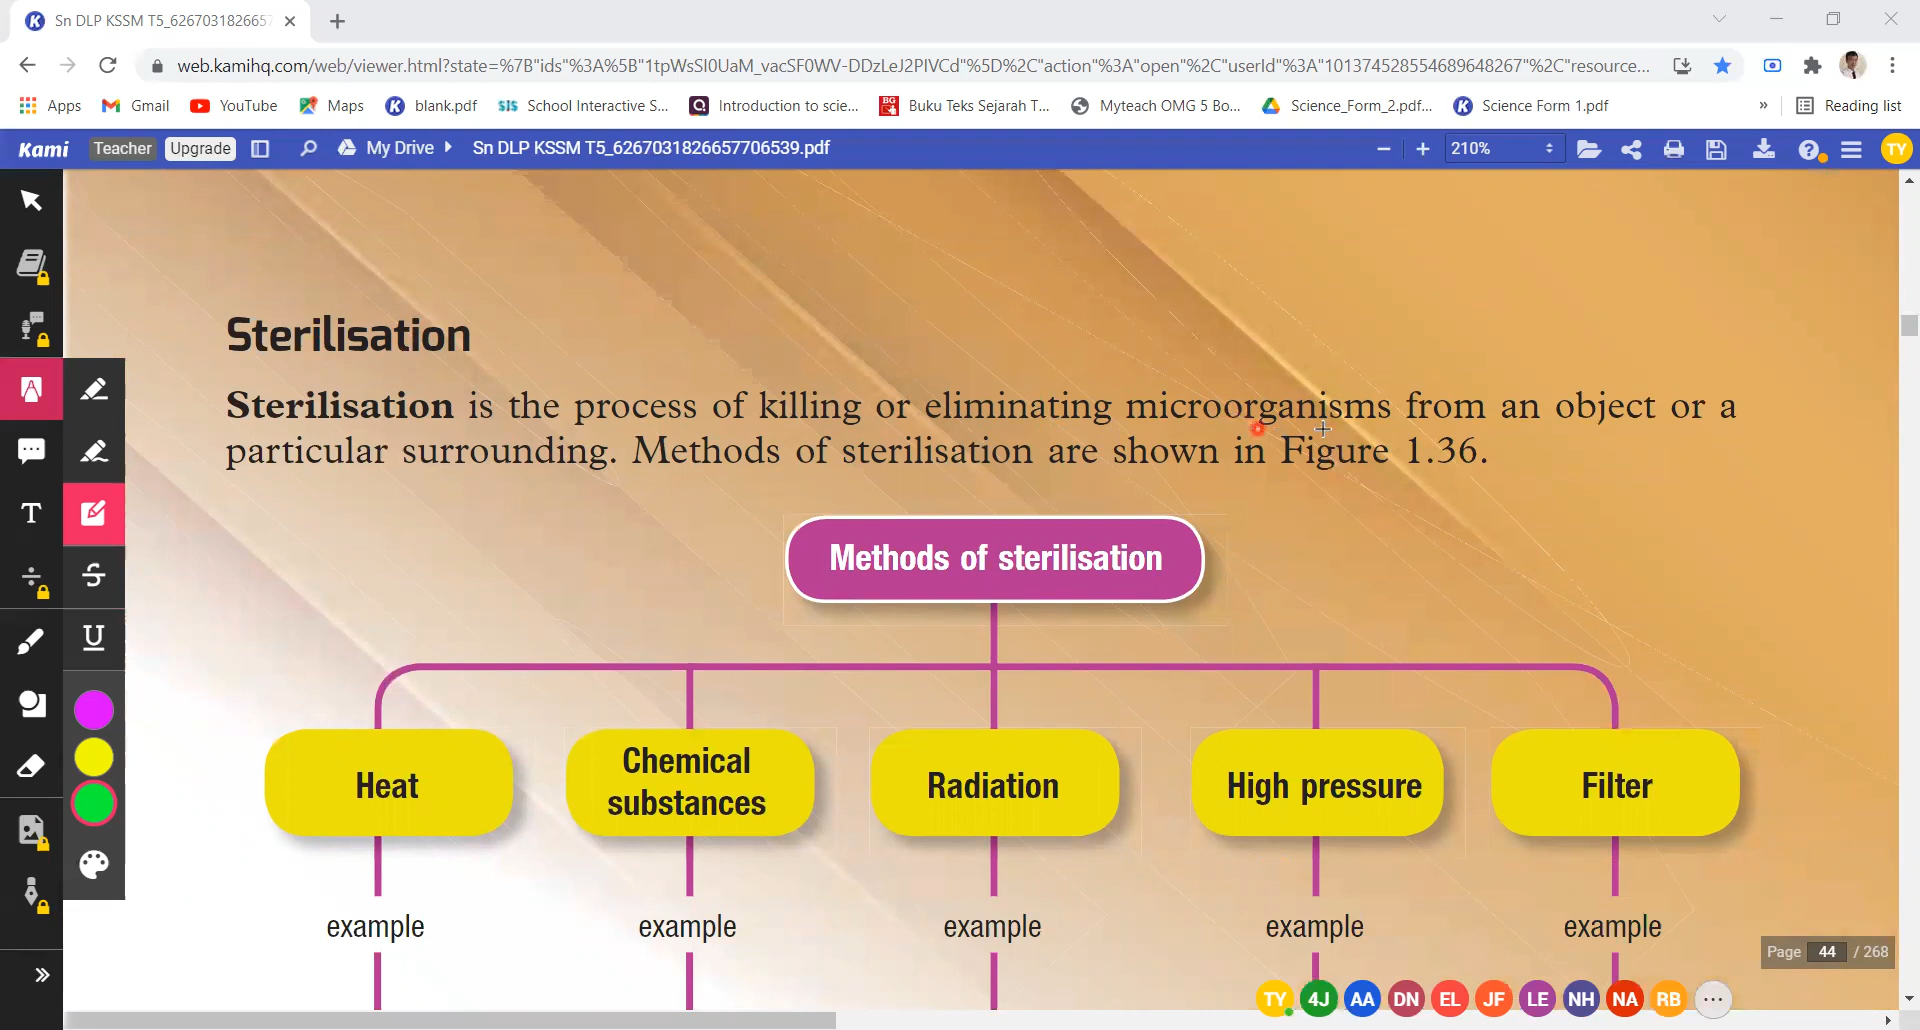 Sn DLP KSSM T5_6267031826657
web.kamihq.com/web/viewer.html?state=%7B"ids"%3A%5B"1tpWsSI0UaM_vacSF0WV-DDzLeJ2PIVCd"%5D%2C"action"%3A"open"%2C"userId"%3A"101374528554689648267"%2C"resource...
Apps Gmail YouTube Maps blank.pdf School Interactive S... Introduction to scie... Buku Teks Sejarah T... Myteach OMG 5 Bo... Science_Form_2.pdf... Science Form 1.pdf » Reading list
Kami Teacher Upgrade My Drive Sn DLP KSSM T5_6267031826657706539.pdf 210%
TY
Sterilisation
Sterilisation is the process of killing or eliminating microorganisms from an object or a
particular surrounding. Methods of sterilisation are shown in Figure 1.36.
Methods of sterilisation
Heat
Chemical
substances
Radiation
High pressure
Filter
example example example example example
Page 44 / 268
TY 4J AA DN EL JF LE NH NA RB ...